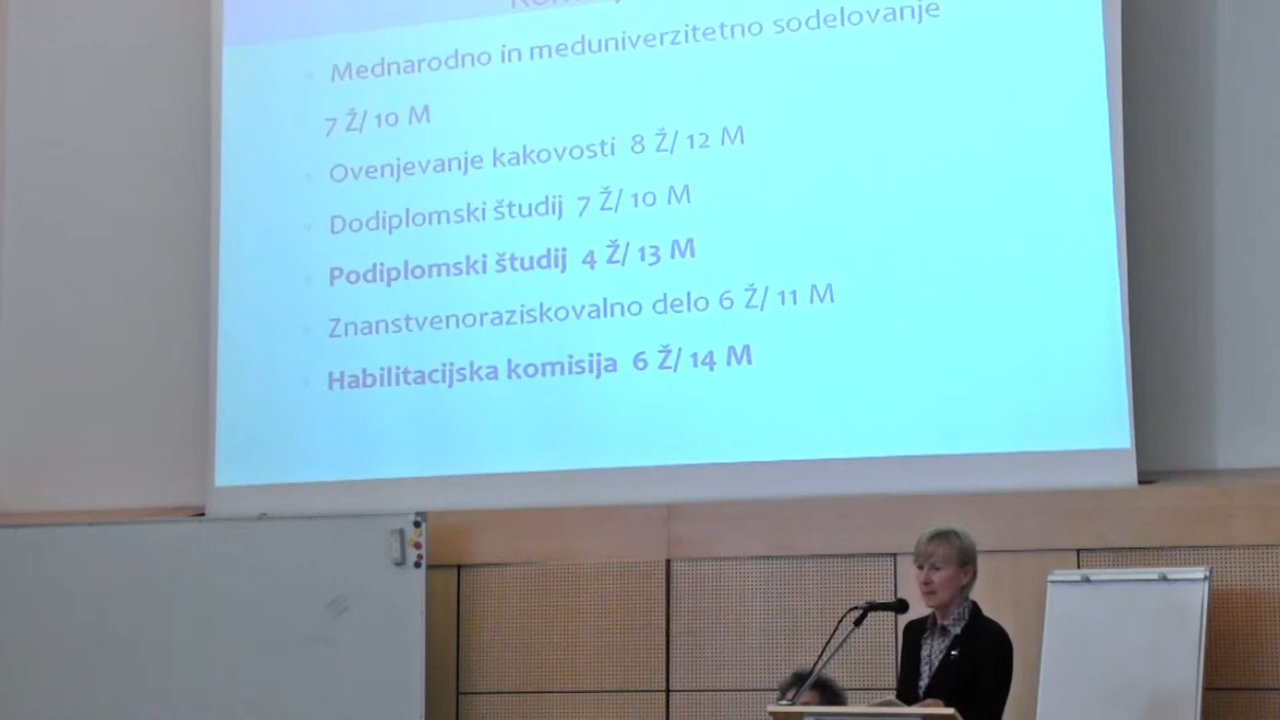 Mednarodno in meduniverzitetno sodelovanje
7 Ž/ 10 M
Ovenjevanje kakovosti 8 Ž/ 12 M
Dodiplomski študij 7 Ž/ 10 M
Podiplomski študij 4 Ž/ 13 M
Znanstvenoraziskovalno delo 6 Ž/ 11 M
Habilitacijska komisija 6 Ž/ 14 M